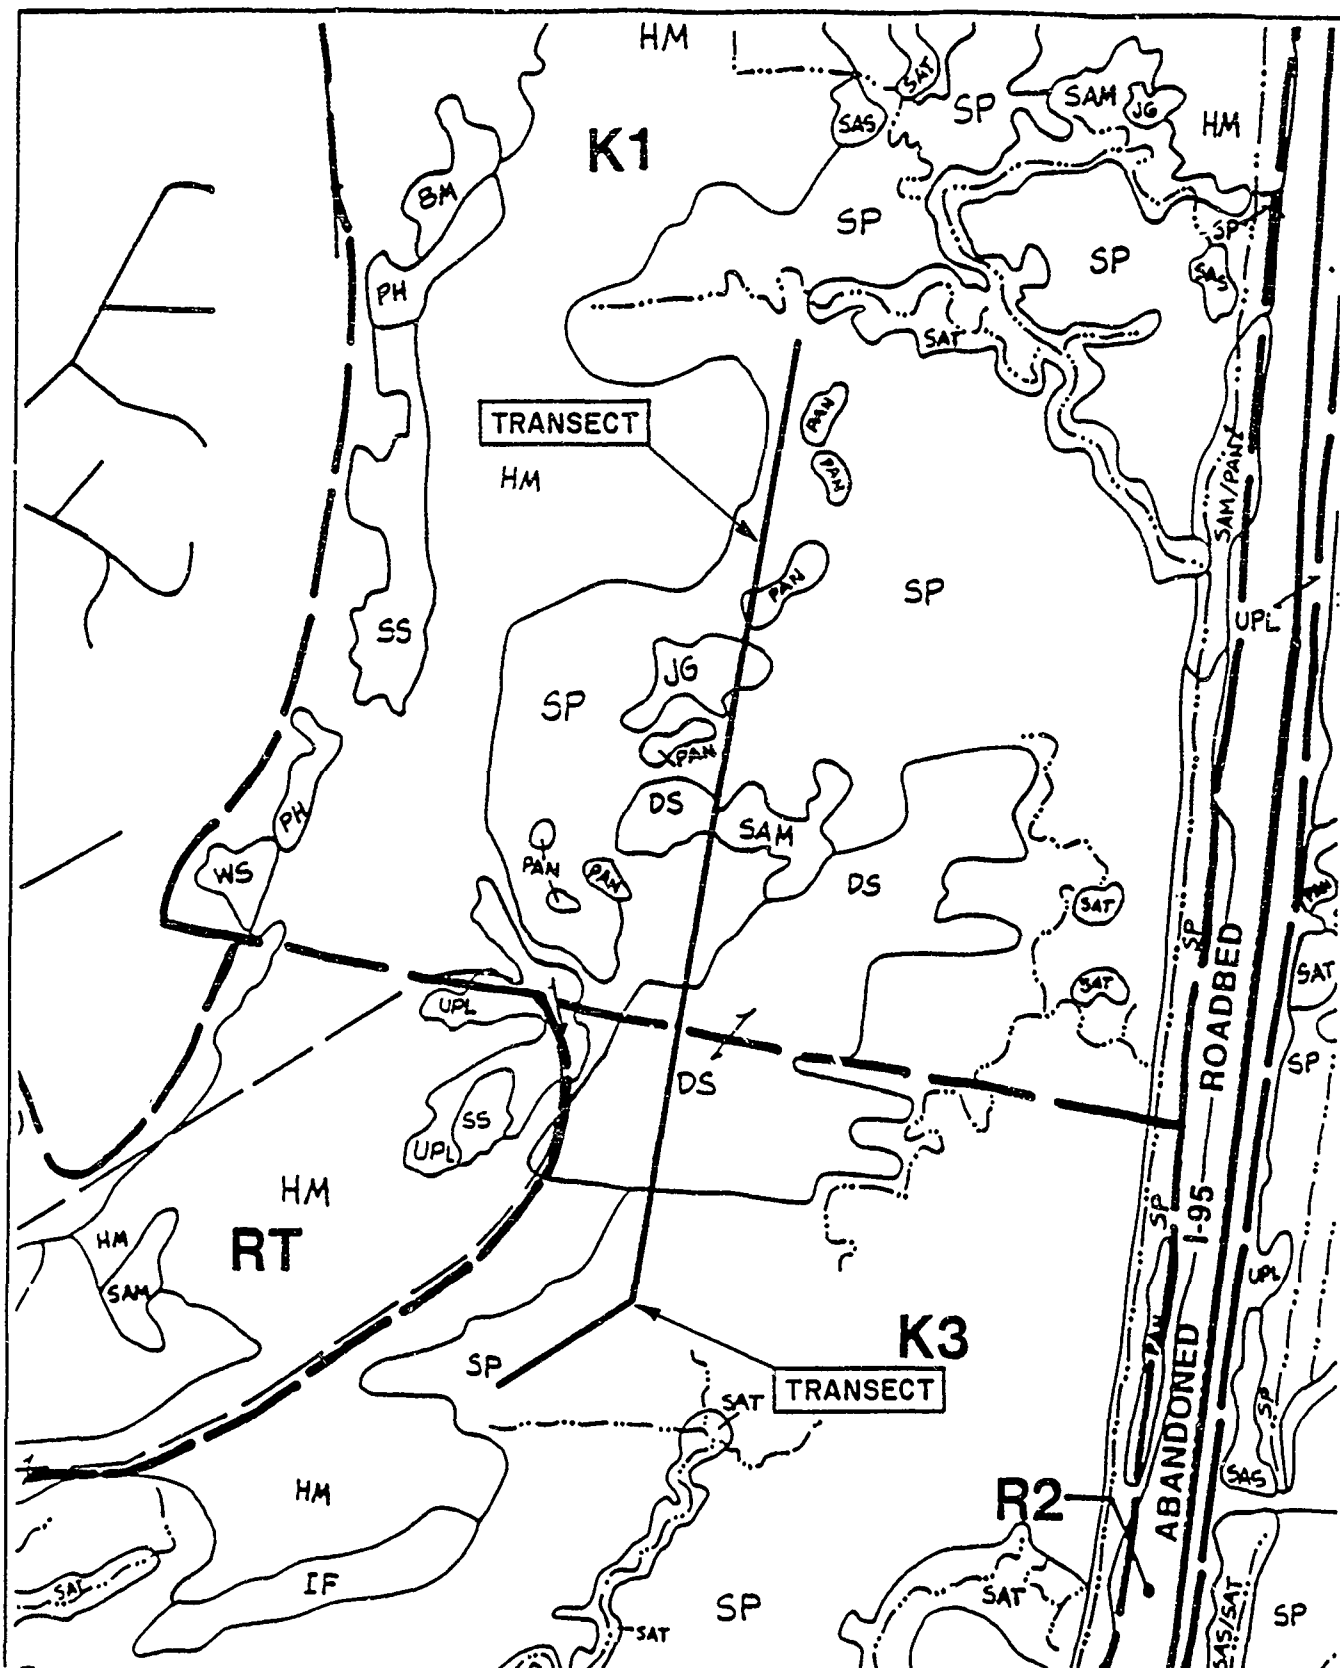 HM
SAT
SP
SAM
JG
HM
SAS
K1
BM
SP
SP
SP
SAS
PH
SAT
TRANSECT
PAN
PAN
HM
SAM/PAN
PAN
SP
SS
UPL
JG
SP
PAN
DS
SAM
PH
PAN
PAN
WS
DS
SAT
PAN
SP
SAT
SAT
UPL
ROADBED
SP
DS
SS
UPL
HM
SP
I-95
RT
HM
SAM
UPL
K3
PAN
SP
TRANSECT
SAT
SP
ABANDONED
SAS
HM
R2
IF
SAT
SAT
SP
SAT
SAS/SAT
SP